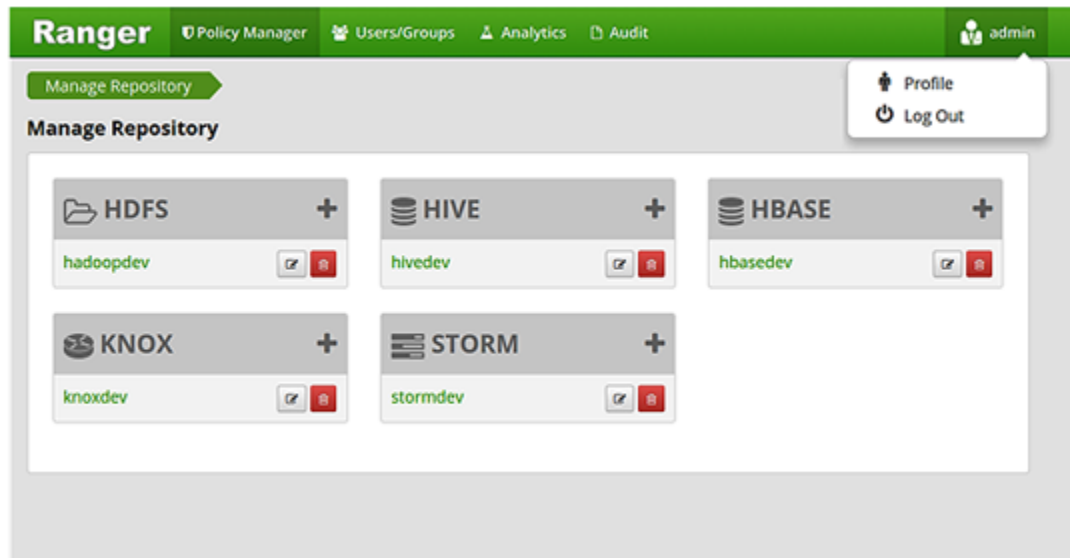 Ranger Policy Manager Users/Groups Analytics Audit admin
Profile
Log Out
Manage Repository
Manage Repository
HDFS
hadoopdev
HIVE
hivedev
HBASE
hbasedev
KNOX
knoxdev
STORM
stormdev